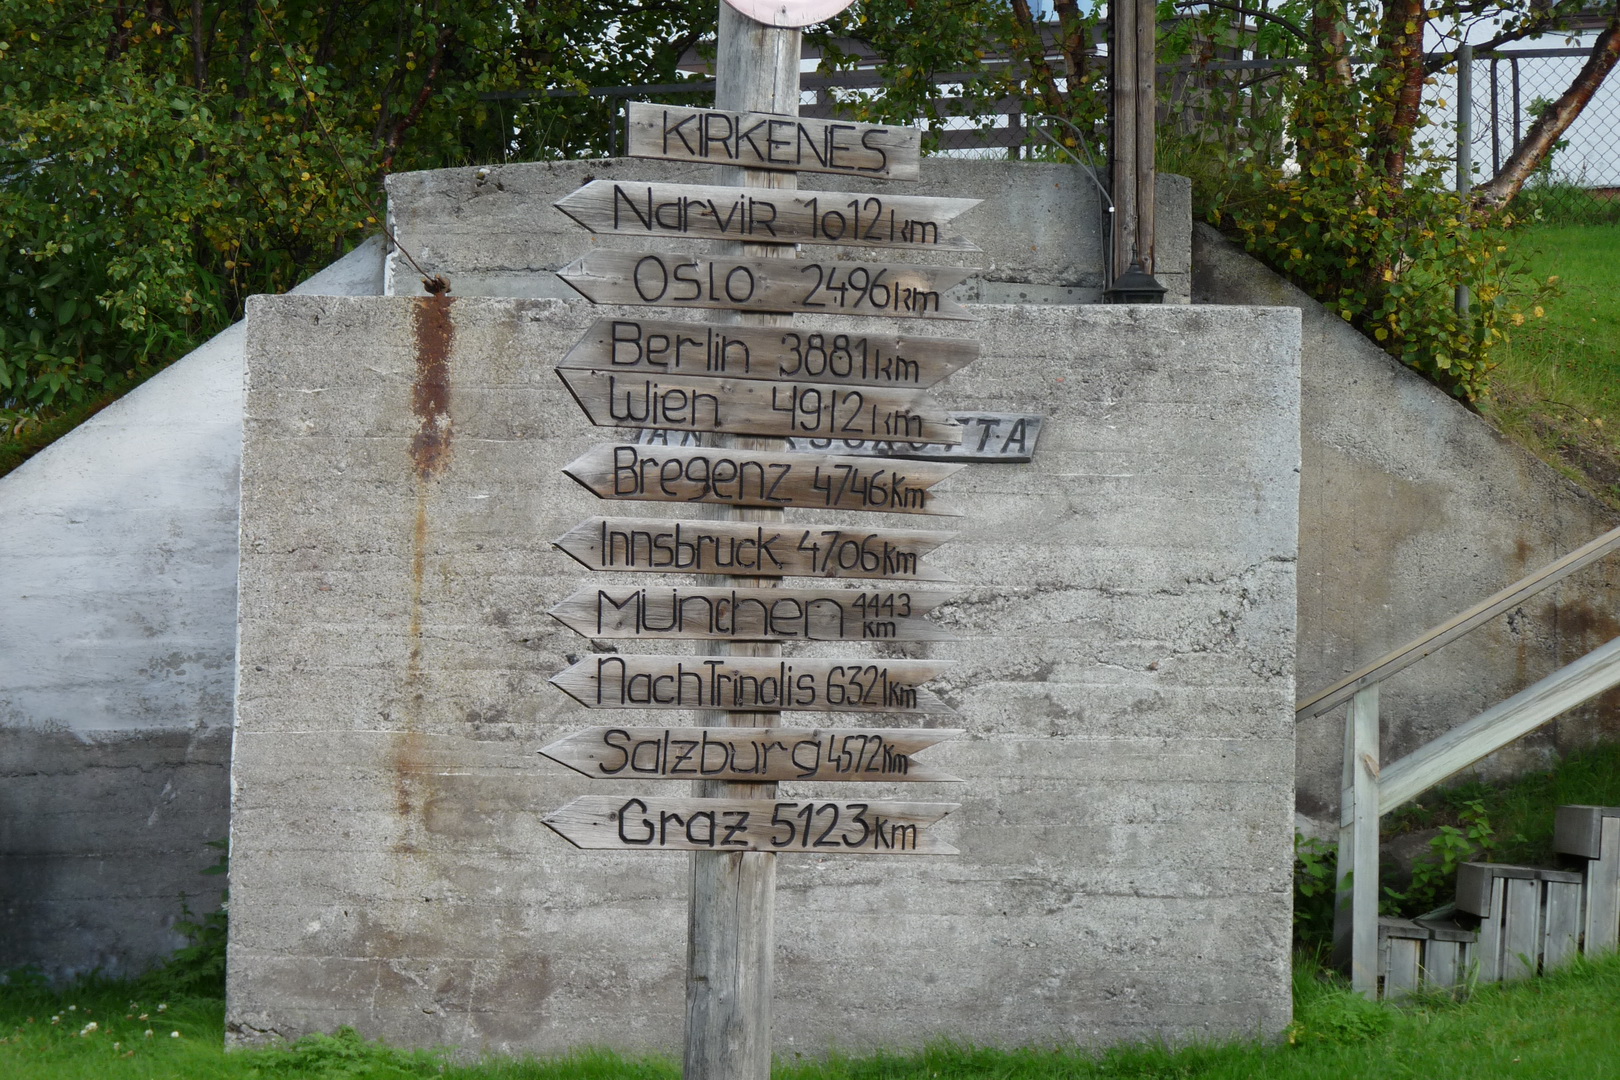 KIRKENES
NarviK 1012 km
OSLO 2496 km
Berlin 3881 km
Wien 4912 km
Bregenz 4746 Km
Innsbruck 4706 Km
München 4443
Km
Nach Tripolis 6321 Km
Salzburg 4572 Km
Graz 5123 Km